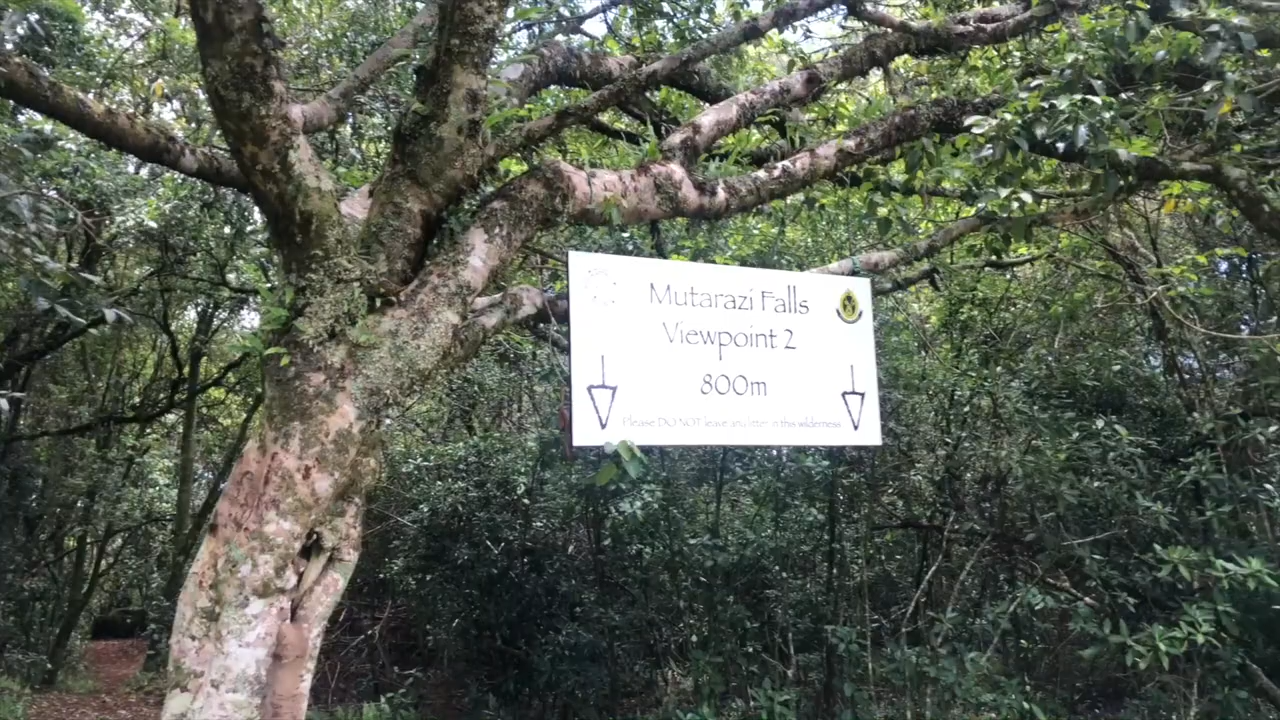 Mutarazi Falls
Viewpoint 2
800m
Please DO NOT leave any litter in this wilderness